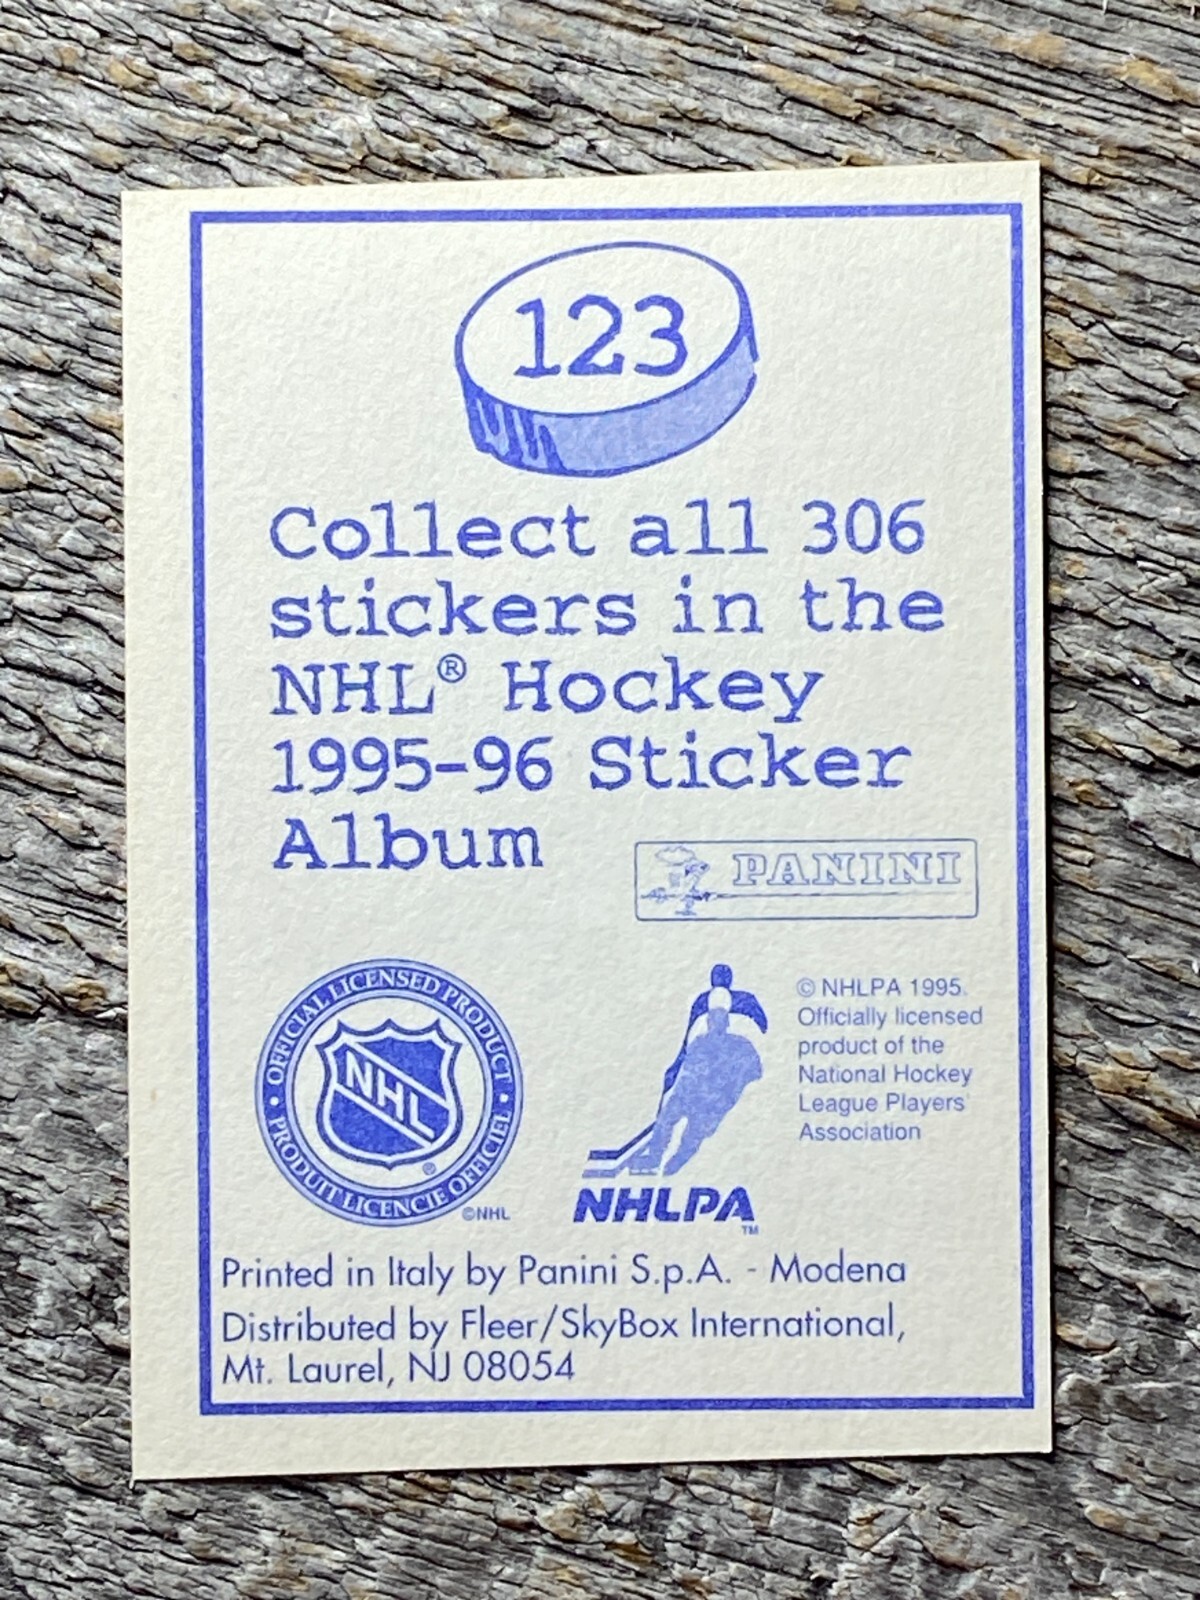 123
Collect all 306
stickers in the
NHL® Hockey
1995-96 Sticker
Album
PANINI
OFFICIAL LICENSED PRODUCT
NHL
®
• PRODUIT LICENCIE OFFICIEL •
©NHL
NHLPA
TM
© NHLPA 1995.
Officially licensed
product of the
National Hockey
League Players'
Association
Printed in Italy by Panini S.p.A. - Modena
Distributed by Fleer/SkyBox International,
Mt. Laurel, NJ 08054